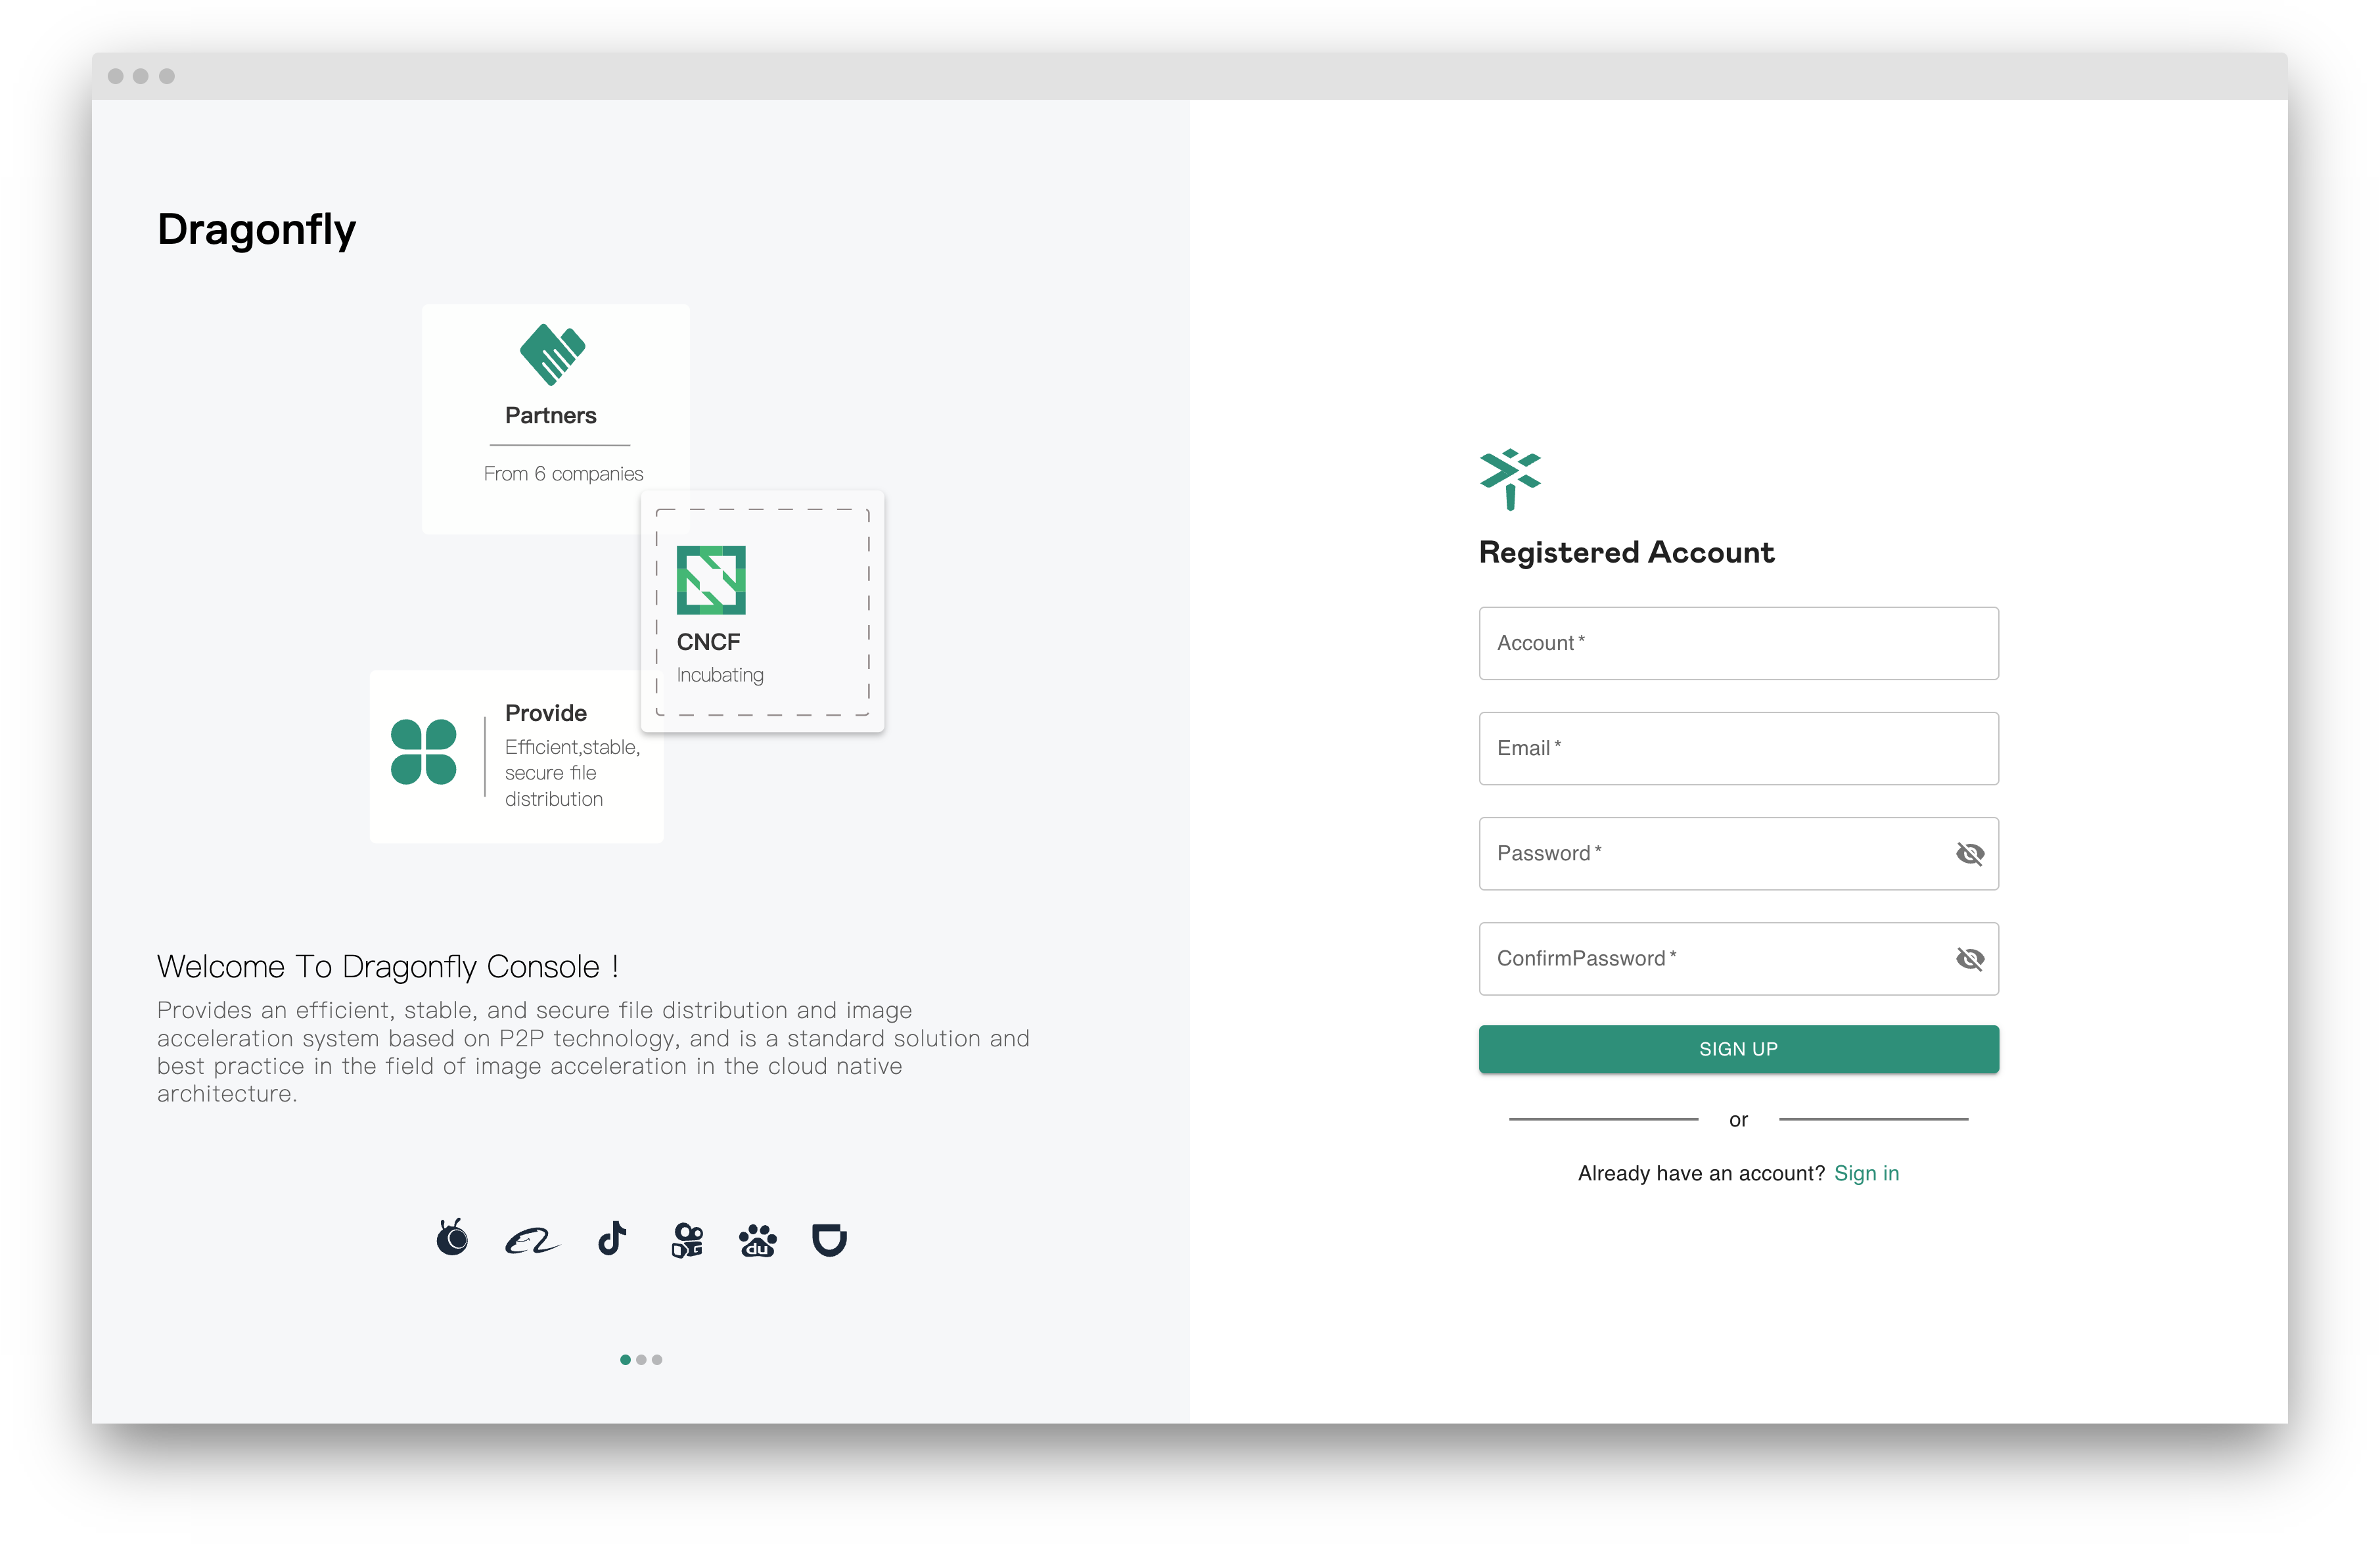 Dragonfly
Partners
From 6 companies
CNCF
Incubating
Provide
Efficient,stable,
secure file
distribution
Welcome To Dragonfly Console !
Provides an efficient, stable, and secure file distribution and image
acceleration system based on P2P technology, and is a standard solution and
best practice in the field of image acceleration in the cloud native
architecture.
du
Registered Account
Account *
Email *
Password *
ConfirmPassword *
SIGN UP
or
Already have an account? Sign in